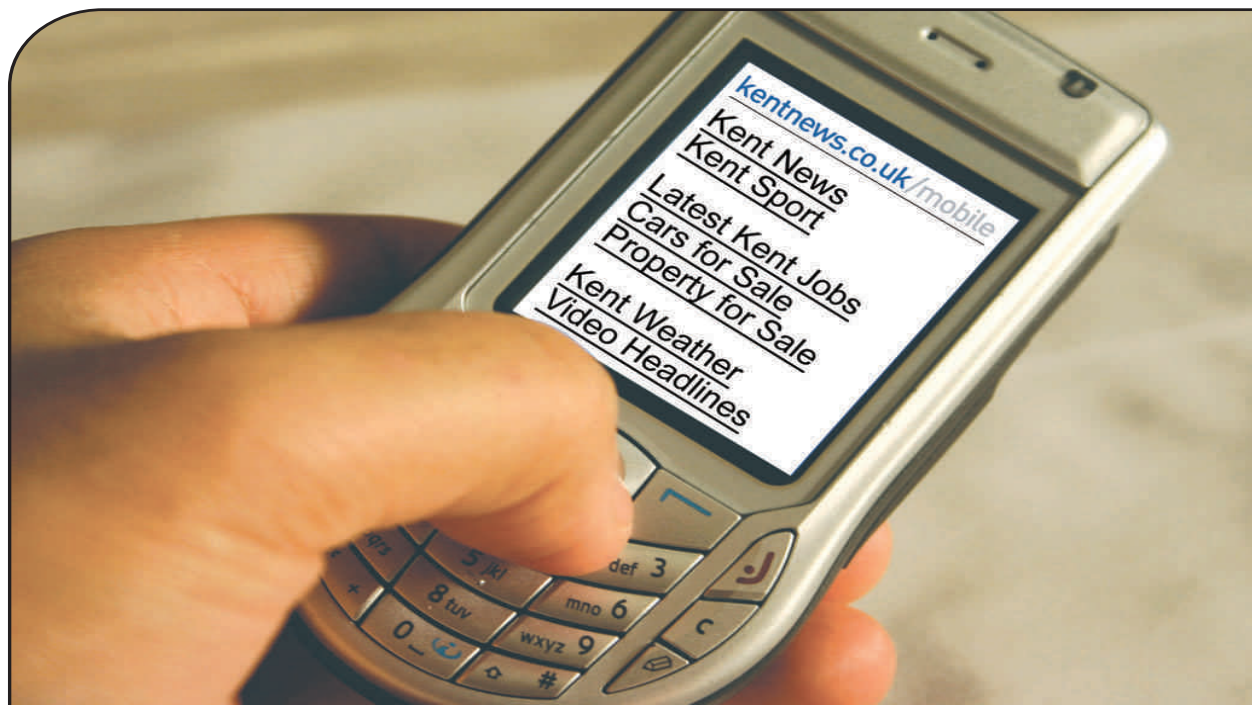 kentnews.co.uk/mobile
Kent News
Kent Sport
Latest Kent Jobs
Cars for Sale
Property for Sale
Kent Weather
Video Headlines
def 3
5 jkl
mno 6
8 tuv
wxyz 9
c
0
#
+